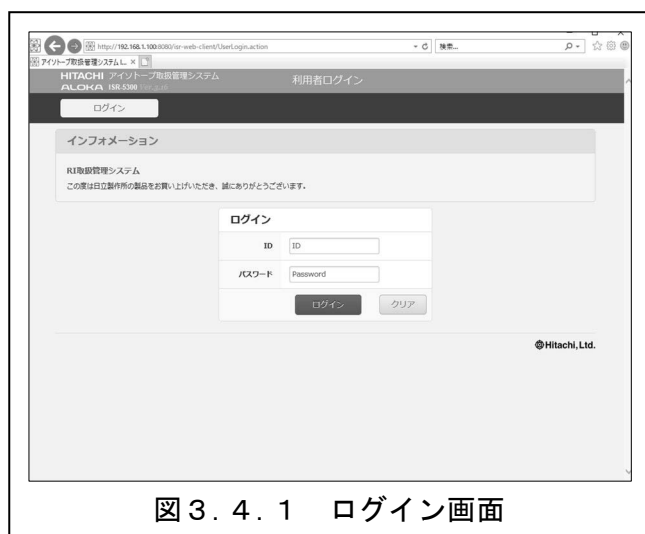 http://192.168.1.100:8080/isr-web-client/UserLogin.action
検索...
アイソトープ取扱管理システム L...
HITACHI アイソトープ取扱管理システム
ALOKA ISR-5300
利用者ログイン
ログイン
インフォメーション
RI取扱管理システム
この度は日立製作所の製品をお買い上げいただき、誠にありがとうございます。
ログイン
ID ID
パスワード Password
ログイン クリア
Hitachi, Ltd.
図3.4.1 ログイン画面